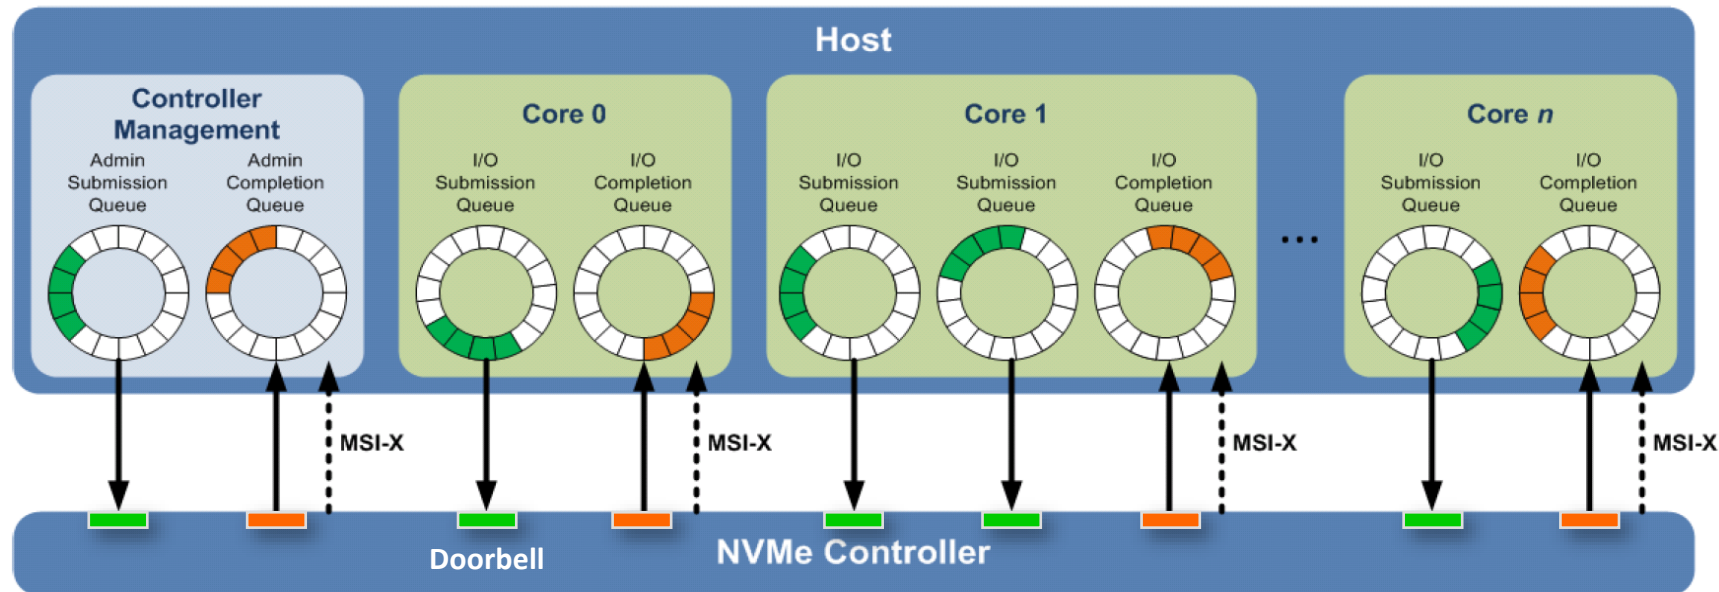 Host
Controller
Management
Admin
Submission
Queue
Admin
Completion
Queue
Core 0
I/O
Submission
Queue
I/O
Completion
Queue
Core 1
I/O
Submission
Queue
I/O
Submission
Queue
I/O
Completion
Queue
...
Core n
I/O
Submission
Queue
I/O
Completion
Queue
MSI-X
MSI-X
MSI-X
MSI-X
Doorbell
NVMe Controller